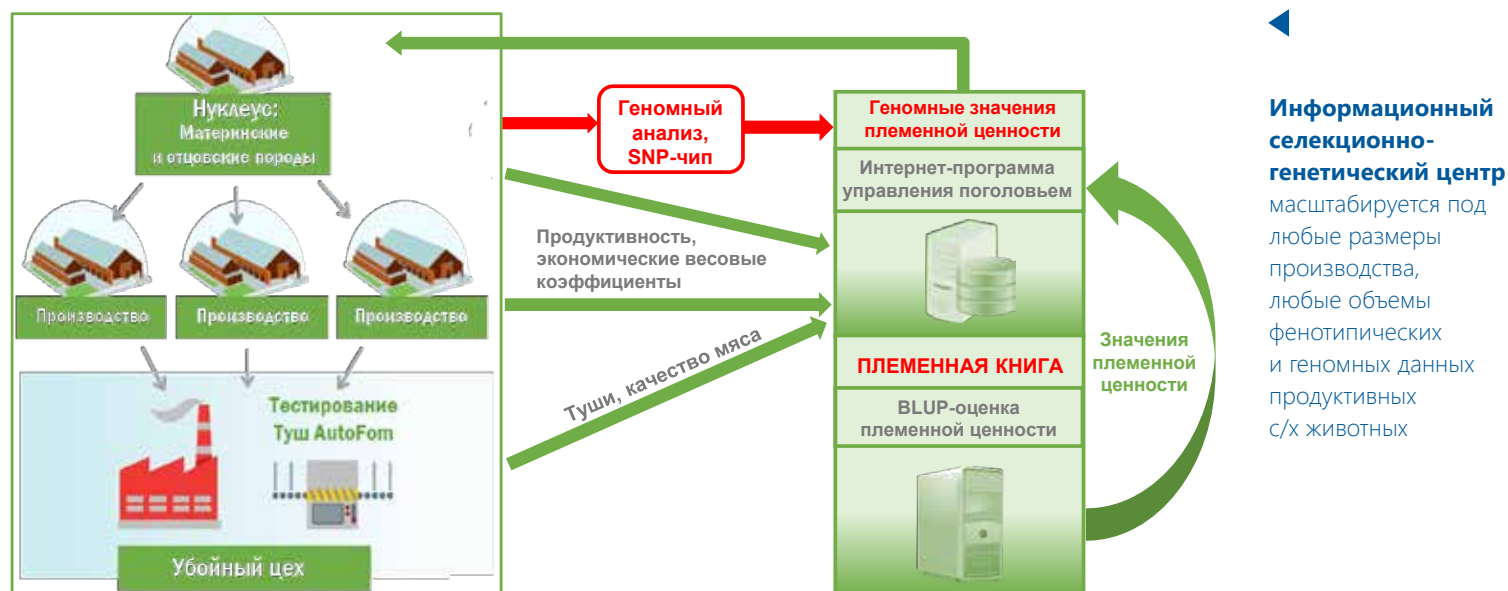 Нуклеус:
Материнские
и отцовские породы
Производство
Производство
Производство
Тестирование
Туш AutoFom
Убойный цех
Геномный
анализ,
SNP-чип
Продуктивность,
экономические весовые
коэффициенты
Туши, качество мяса
Геномные значения
племенной ценности
Интернет-программа
управления поголовьем
ПЛЕМЕННАЯ КНИГА
BLUP-оценка
племенной ценности
Значения
племенной
ценности
Информационный
селекционно-
генетический центр
масштабируется под
любые размеры
производства,
любые объемы
фенотипических
и геномных данных
продуктивных
с/х животных